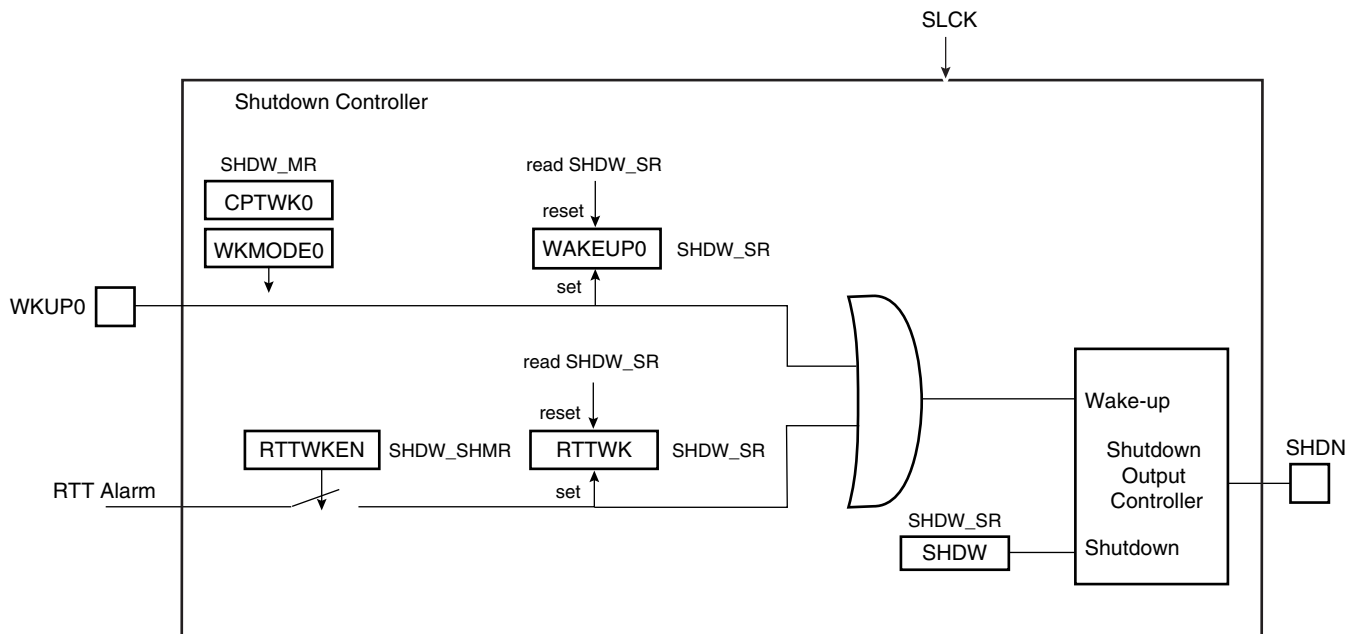 SLCK
Shutdown Controller
SHDW_MR
CPTWK0
WKMODE0
read SHDW_SR
reset
WAKEUP0
SHDW_SR
set
WKUP0
read SHDW_SR
reset
RTTWKEN
SHDW_SHMR
RTTWK
SHDW_SR
set
RTT Alarm
Wake-up
Shutdown
Output
Controller
SHDN
SHDW_SR
SHDW
Shutdown